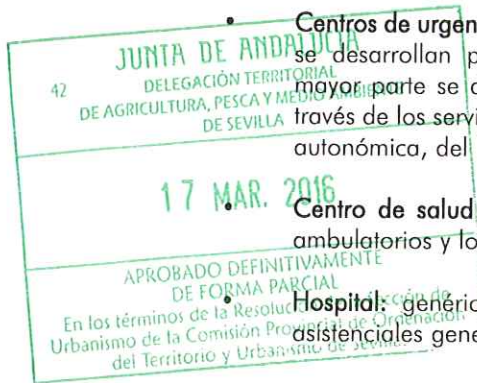 JUNTA DE ANDALUCÍA
42
DELEGACIÓN TERRITORIAL
DE AGRICULTURA, PESCA Y MEDIO AMBIENTE
DE SEVILLA
17 MAR. 2016
APROBADO DEFINITIVAMENTE
DE FORMA PARCIAL
En los términos de la Resolución de Sección de
Urbanismo de la Comisión Provincial de Ordenación
del Territorio y Urbanismo de Sevilla.
• Centros de urgen
se desarrollan p
mayor parte se
través de los servi
autonómica, del
• Centro de salud
ambulatorios y lo
• Hospital: genéric
asistenciales gene